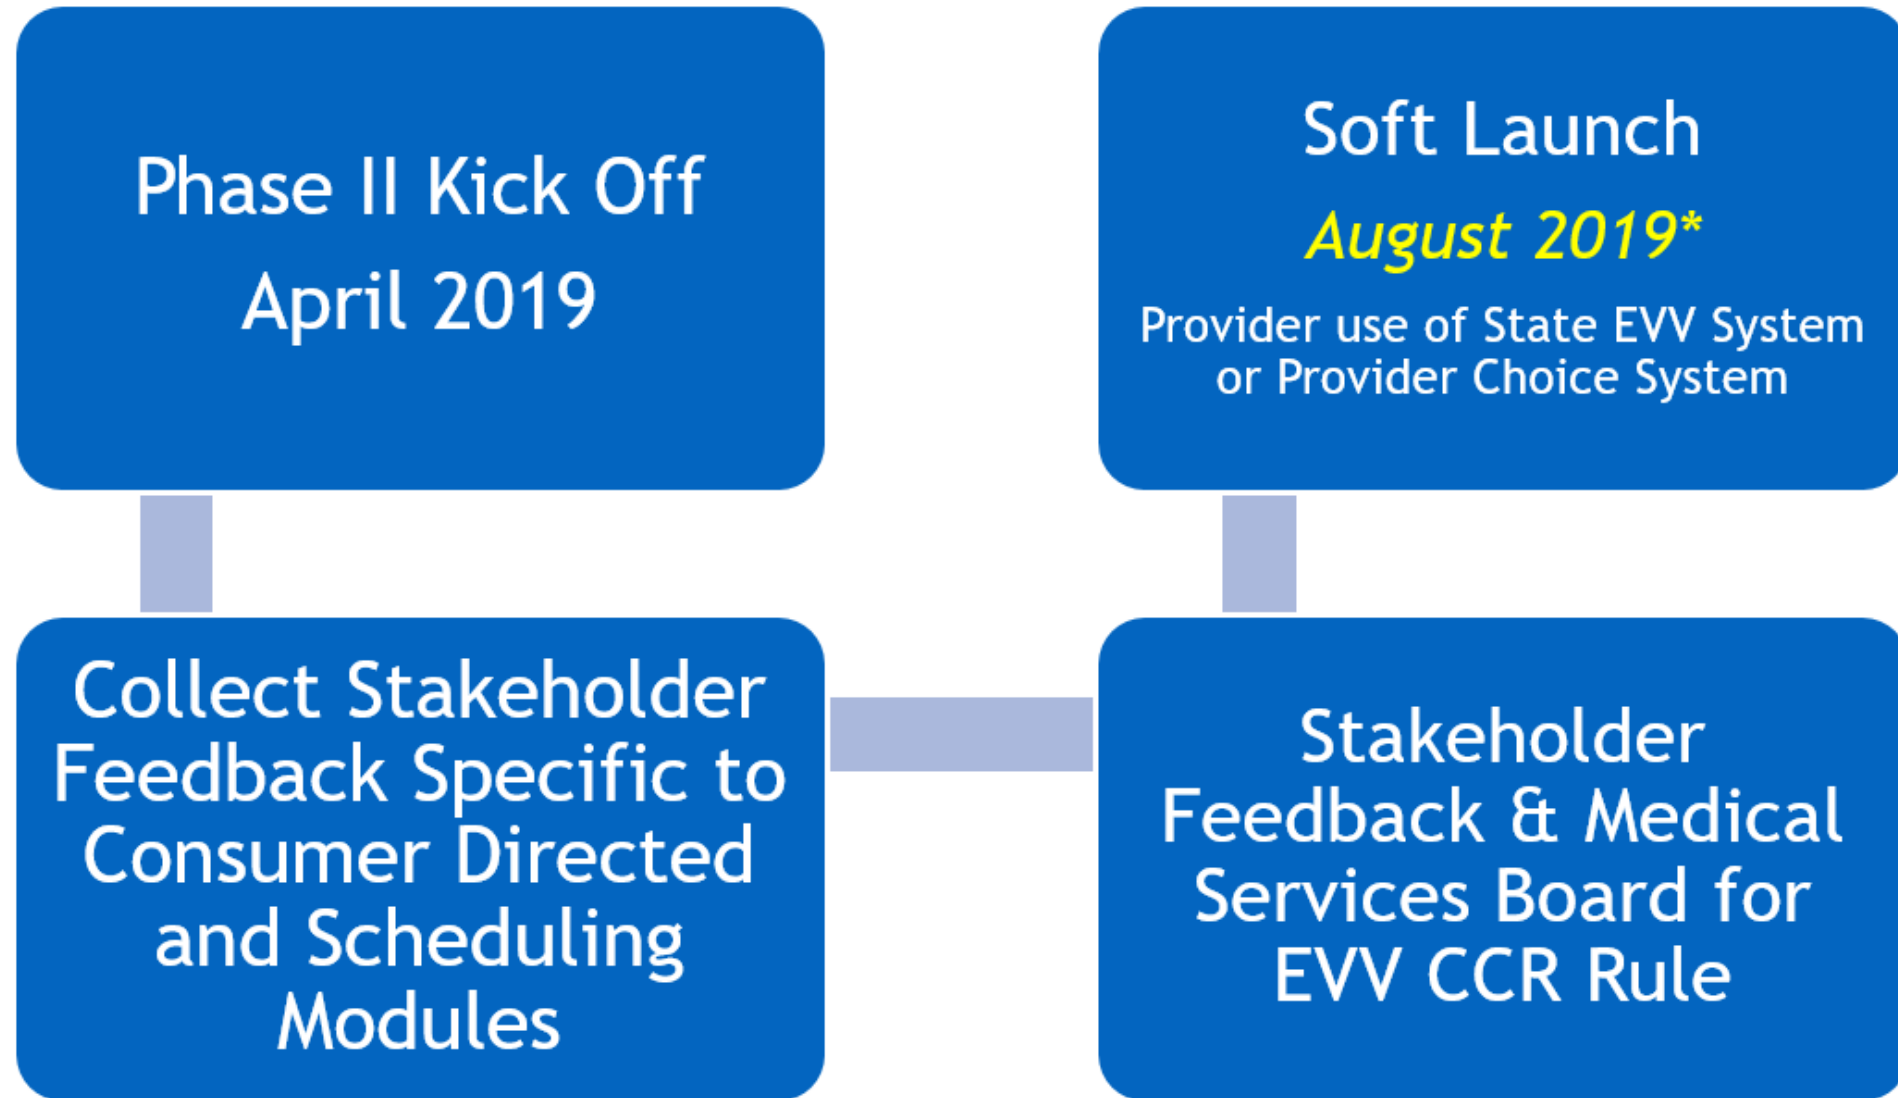 Phase II Kick Off
April 2019
Collect Stakeholder
Feedback Specific to
Consumer Directed
and Scheduling
Modules
Stakeholder
Feedback & Medical
Services Board for
EVV CCR Rule
Soft Launch
August 2019*
Provider use of State EVV System
or Provider Choice System